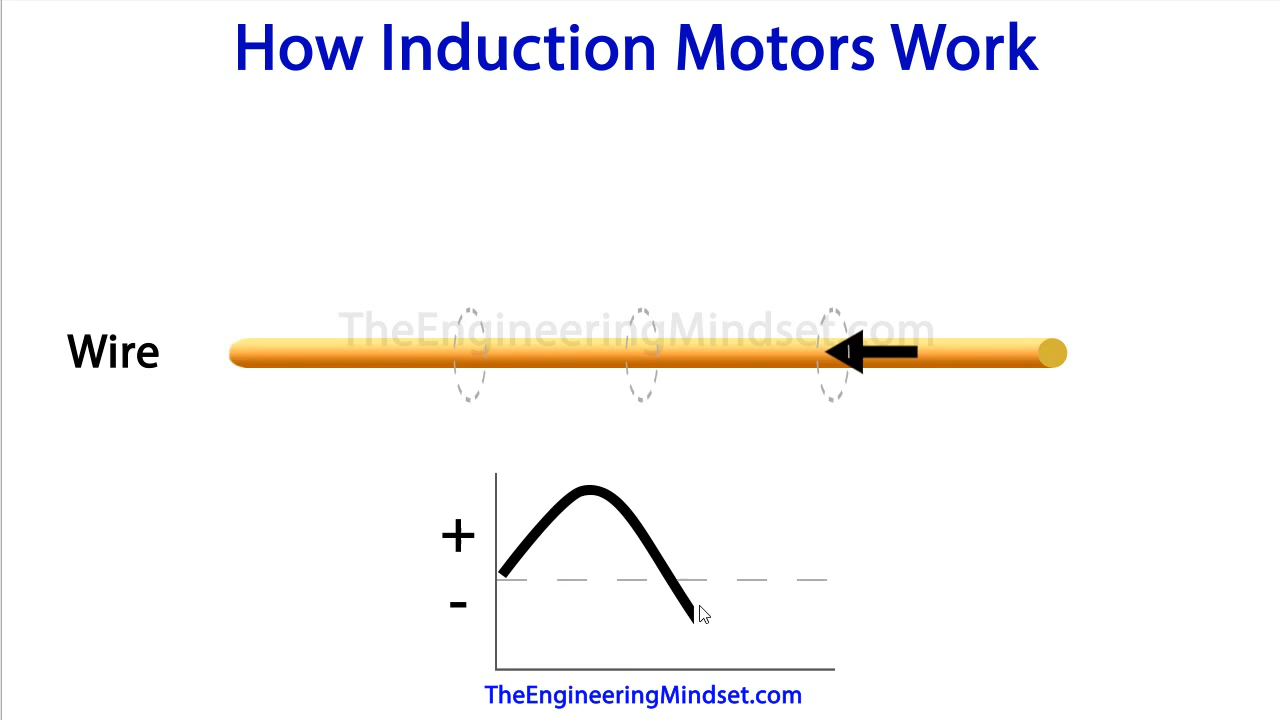 How Induction Motors Work
TheEngineeringMindset.com
Wire
+
-
TheEngineeringMindset.com